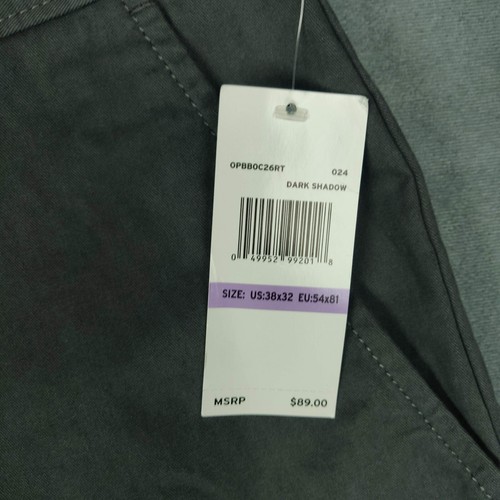 OPBB0C26RT 024
DARK SHADOW
0 49952 99201 8
SIZE: US:38x32 EU:54x81
MSRP $89.00